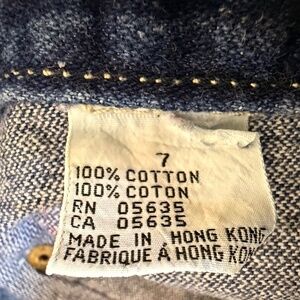 7
100% COTTON
100% COTON
RN 05635
CA 05635
MADE IN HONG KONG
FABRIQUE À HONG KON